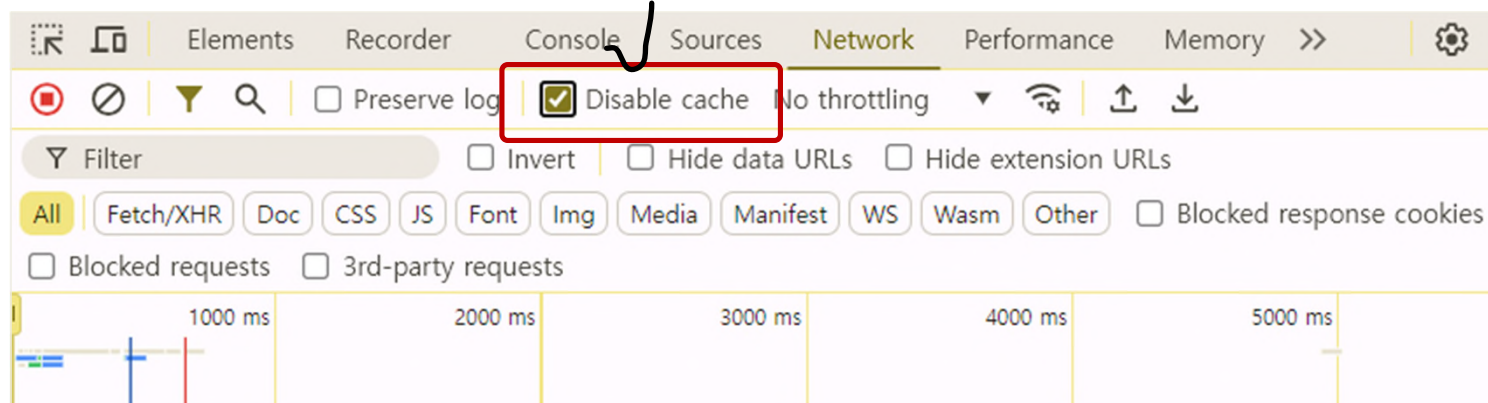 Elements Recorder Console Sources Network Performance Memory
Preserve log Disable cache No throttling
Filter Invert Hide data URLs Hide extension URLs
All Fetch/XHR Doc CSS JS Font Img Media Manifest WS Wasm Other Blocked response cookies
Blocked requests 3rd-party requests
1000 ms 2000 ms 3000 ms 4000 ms 5000 ms